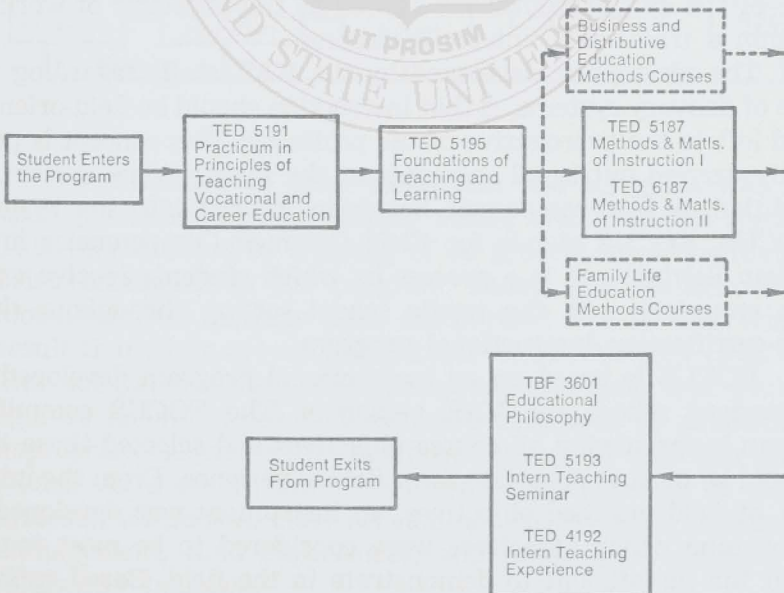 UT PROSIM
STATE UNIVER
Business and
Distributive
Education
Methods Courses
Student Enters
the Program
TED 5191
Practicum in
Principles of
Teaching
Vocational and
Career Education
TED 5195
Foundations of
Teaching and
Learning
TED 5187
Methods & Matls.
of Instruction I
TED 6187
Methods & Matls.
of Instruction II
Family Life
Education
Methods Courses
TBF 3601
Educational
Philosophy
TED 5193
Intern Teaching
Seminar
TED 4192
Intern Teaching
Experience
Student Exits
From Program